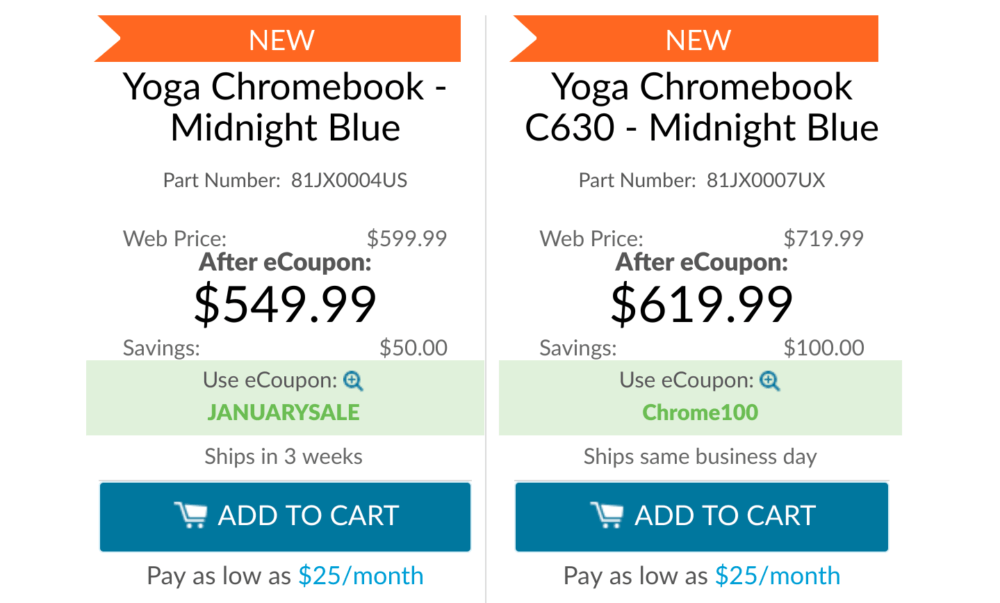 NEW
Yoga Chromebook -
Midnight Blue
Part Number: 81JX0004US
Web Price: $599.99
After eCoupon:
$549.99
Savings: $50.00
Use eCoupon:
JANUARYSALE
Ships in 3 weeks
ADD TO CART
Pay as low as $25/month
NEW
Yoga Chromebook
C630 - Midnight Blue
Part Number: 81JX0007UX
Web Price: $719.99
After eCoupon:
$619.99
Savings: $100.00
Use eCoupon:
Chrome100
Ships same business day
ADD TO CART
Pay as low as $25/month